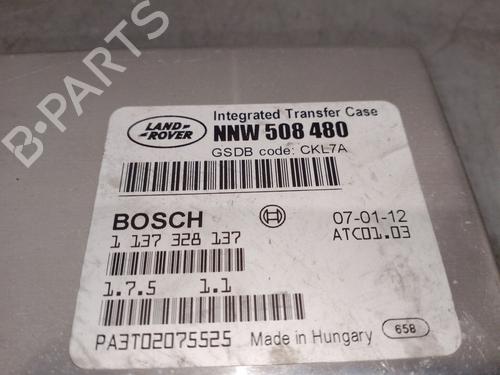 LAND
ROVER
Integrated Transfer Case
NNW 508 480
GSDB code: CKL7A
BOSCH
07-01-12
1 137 328 137
ATC01.03
1.7.5 1.1
PA3T02075525
Made in Hungary
658
B-PARTS